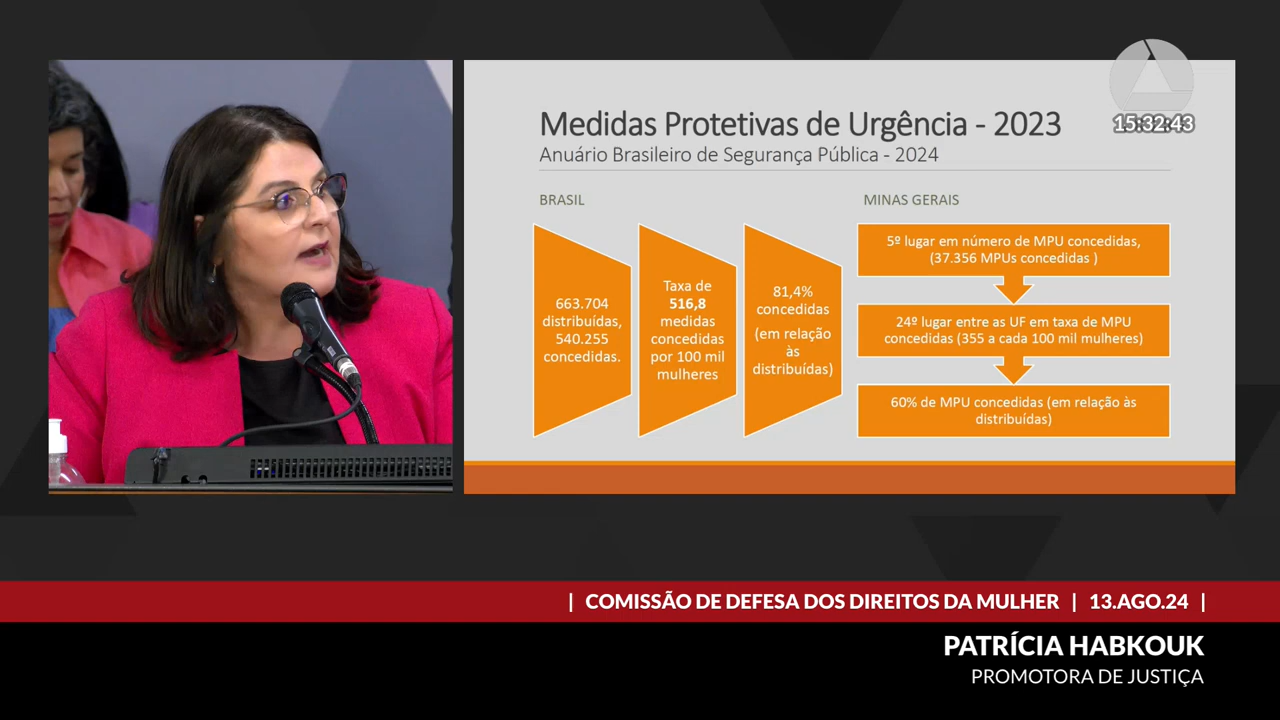 Medidas Protetivas de Urgência - 2023
15:32:43
Anuário Brasileiro de Segurança Pública - 2024
BRASIL
663.704
distribuídas,
540.255
concedidas.
Taxa de
516,8
medidas
concedidas
por 100 mil
mulheres
81,4%
concedidas
(em relação
às
distribuídas)
MINAS GERAIS
5º lugar em número de MPU concedidas,
(37.356 MPUs concedidas )
24º lugar entre as UF em taxa de MPU
concedidas (355 a cada 100 mil mulheres)
60% de MPU concedidas (em relação às
distribuídas)
| COMISSÃO DE DEFESA DOS DIREITOS DA MULHER | 13.AGO.24 |
PATRÍCIA HABKOUK
PROMOTORA DE JUSTIÇA